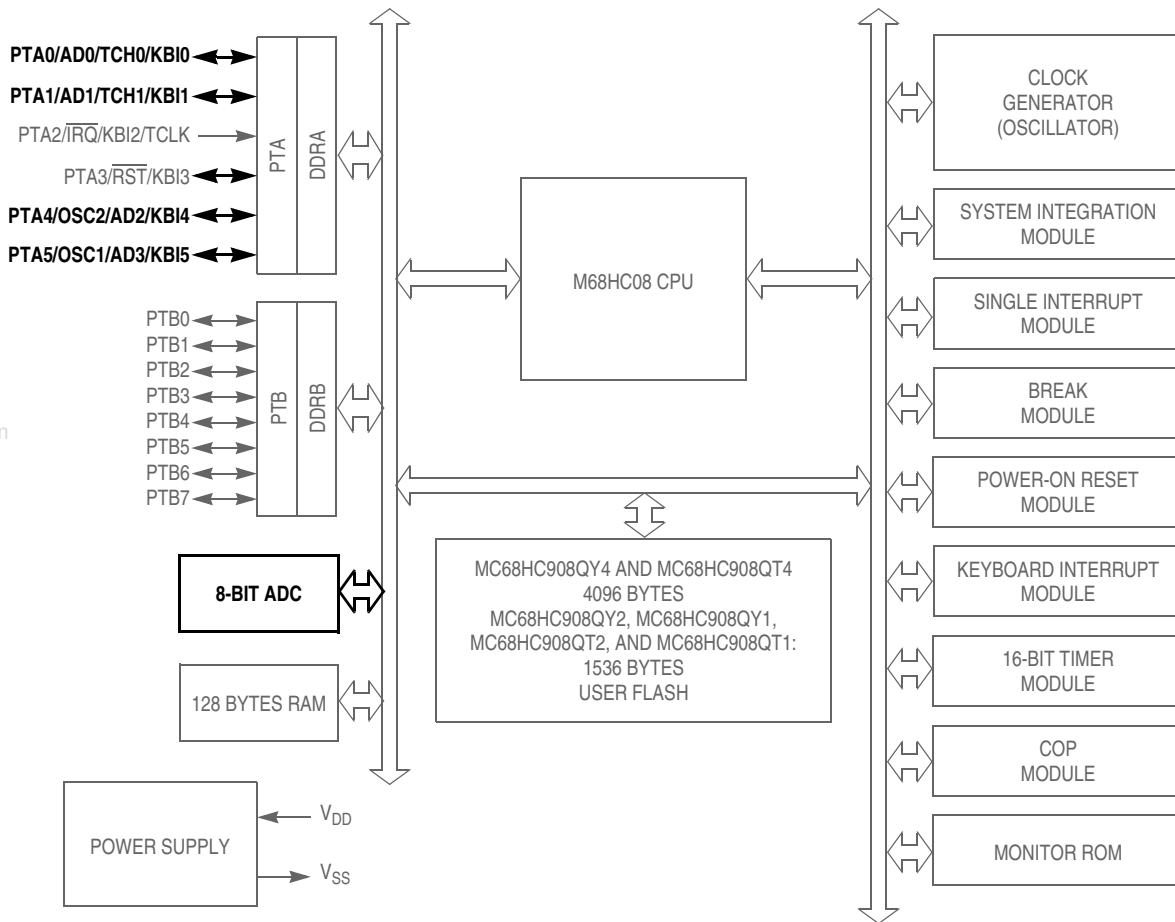 PTA0/AD0/TCH0/KBI0
PTA1/AD1/TCH1/KBI1
PTA2/IRQ/KBI2/TCLK
PTA3/RST/KBI3
PTA4/OSC2/AD2/KBI4
PTA5/OSC1/AD3/KBI5
PTA
DDRA
PTB0
PTB1
PTB2
PTB3
PTB4
PTB5
PTB6
PTB7
PTB
DDRB
8-BIT ADC
128 BYTES RAM
POWER SUPPLY
VDD
VSS
M68HC08 CPU
MC68HC908QY4 AND MC68HC908QT4
4096 BYTES
MC68HC908QY2, MC68HC908QY1,
MC68HC908QT2, AND MC68HC908QT1:
1536 BYTES
USER FLASH
CLOCK
GENERATOR
(OSCILLATOR)
SYSTEM INTEGRATION
MODULE
SINGLE INTERRUPT
MODULE
BREAK
MODULE
POWER-ON RESET
MODULE
KEYBOARD INTERRUPT
MODULE
16-BIT TIMER
MODULE
COP
MODULE
MONITOR ROM